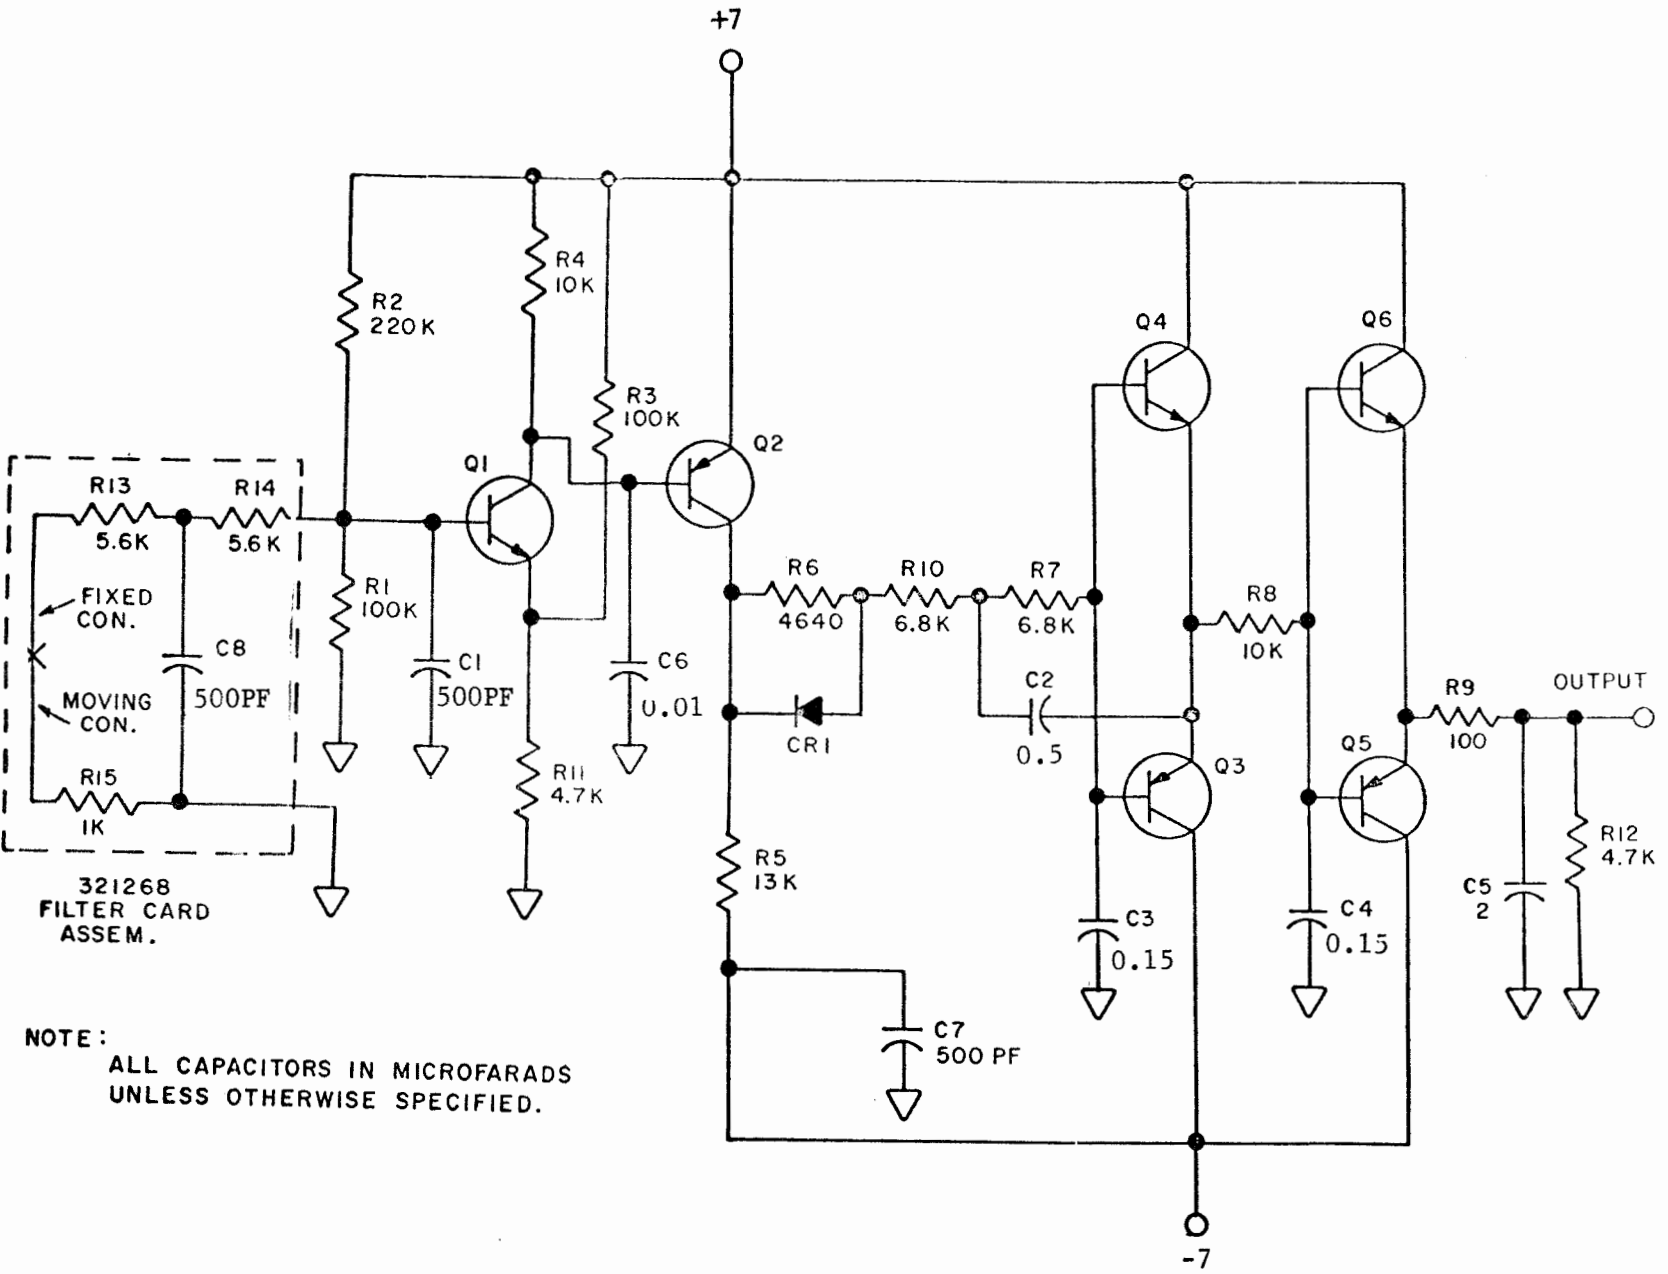 +7
R4
10K
R2
220K
R3
100K
Q4
Q6
Q1
Q2
R13
5.6K
R14
5.6K
FIXED
CON.
R1
100K
R6
4640
R10
6.8K
R7
6.8K
R8
10K
C8
500PF
C1
500PF
C6
0.01
MOVING
CON.
CR1
C2
0.5
Q3
Q5
R9
100
OUTPUT
R15
1K
R11
4.7K
R5
13K
R12
4.7K
C5
2
321268
FILTER CARD
ASSEM.
C3
0.15
C4
0.15
C7
500 PF
NOTE:
ALL CAPACITORS IN MICROFARADS
UNLESS OTHERWISE SPECIFIED.
-7